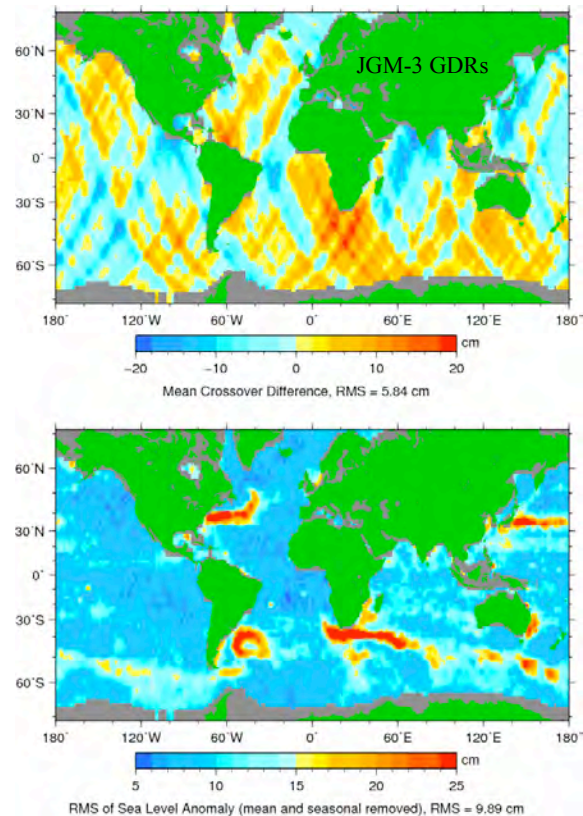 JGM-3 GDRs
60˚N
30˚N
0˚
30˚S
60˚S
180˚ 120˚W 60˚W 0˚ 60˚E 120˚E 180˚
cm
−20 −10 0 10 20
Mean Crossover Difference, RMS = 5.84 cm
60˚N
30˚N
0˚
30˚S
60˚S
180˚ 120˚W 60˚W 0˚ 60˚E 120˚E 180˚
cm
5 10 15 20 25
RMS of Sea Level Anomaly (mean and seasonal removed), RMS = 9.89 cm